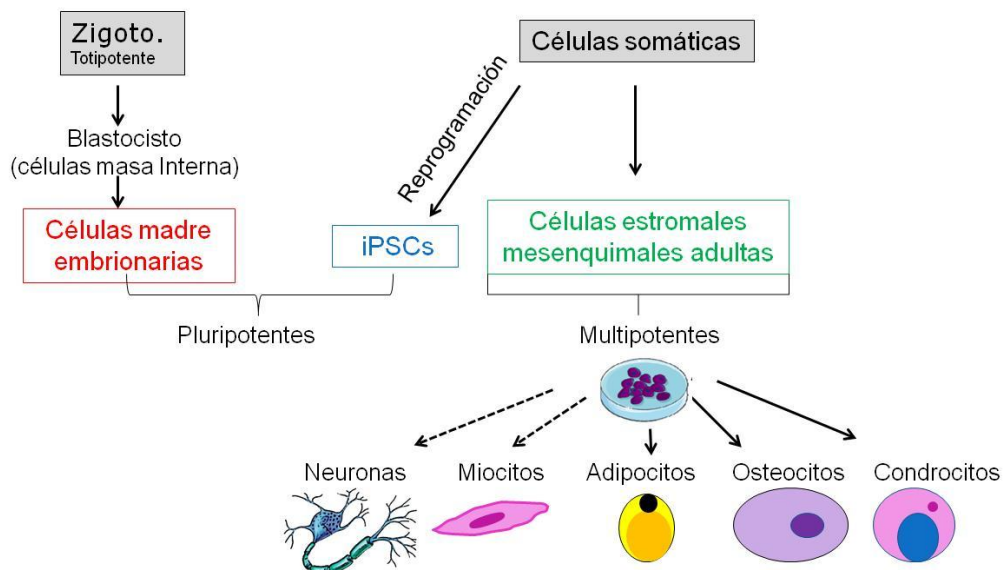 Zigoto.
Totipotente
Células somáticas
Reprogramación
Blastocisto
(células masa Interna)
Células madre
embrionarias
iPSCs
Células estromales
mesenquimales adultas
Pluripotentes
Multipotentes
Neuronas
Miocitos
Adipocitos
Osteocitos
Condrocitos